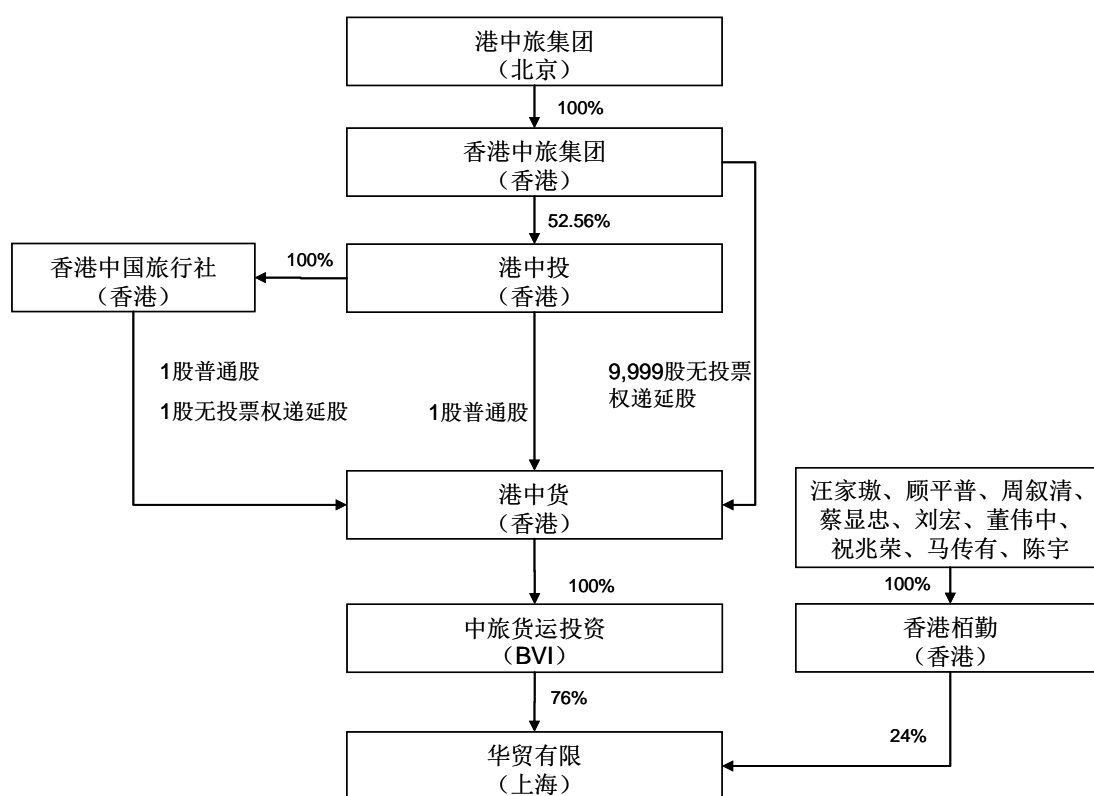 港中旅集团
（北京）
100%
香港中旅集团
（香港）
52.56%
香港中国旅行社
（香港）
100%
港中投
（香港）
1股普通股
1股无投票权递延股
1股普通股
9,999股无投票
权递延股
港中货
（香港）
汪家璈、顾平普、周叙清、
蔡显忠、刘宏、董伟中、
祝兆荣、马传有、陈宇
100%
100%
中旅货运投资
（BVI）
香港栢勤
（香港）
76%
24%
华贸有限
（上海）